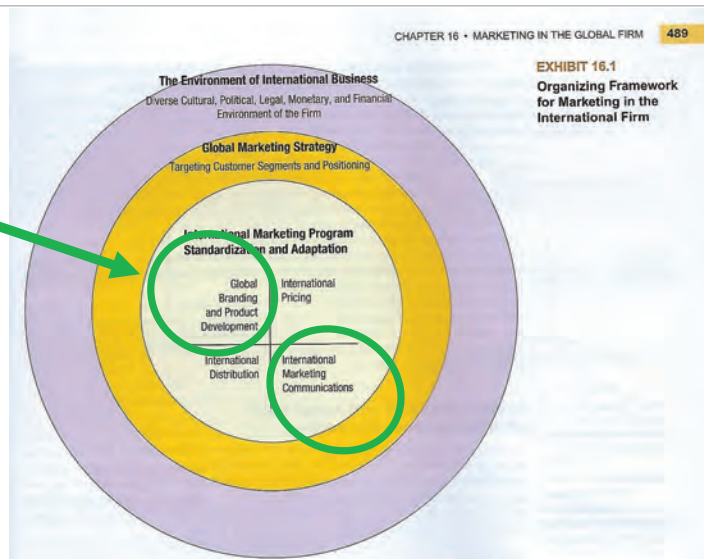 CHAPTER 16 • MARKETING IN THE GLOBAL FIRM 489
EXHIBIT 16.1
Organizing Framework
for Marketing in the
International Firm
The Environment of International Business
Diverse Cultural, Political, Legal, Monetary, and Financial
Environment of the Firm
Global Marketing Strategy
Targeting Customer Segments and Positioning
International Marketing Program
Standardization and Adaptation
Global
Branding
and Product
Development
International
Pricing
International
Distribution
International
Marketing
Communications